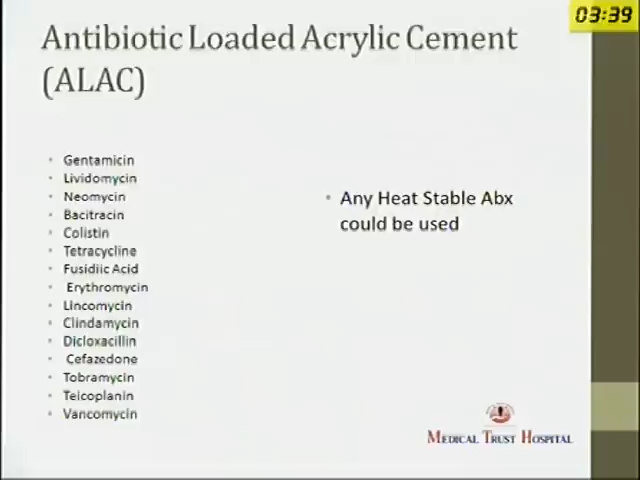 03:39
Antibiotic Loaded Acrylic Cement
(ALAC)
Gentamicin
Lividomycin
Neomycin
Bacitracin
Colistin
Tetracycline
Fusidiic Acid
Erythromycin
Lincomycin
Clindamycin
Dicloxacillin
Cefazedone
Tobramycin
Teicoplanin
Vancomycin
Any Heat Stable Abx
could be used
MEDICAL TRUST HOSPITAL